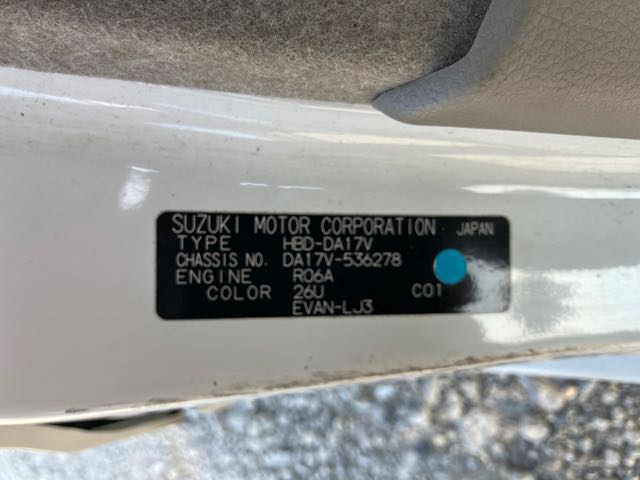 SUZUKI MOTOR CORPORATION JAPAN
TYPE HBD-DA17V
CHASSIS NO. DA17V-536278
ENGINE R06A
COLOR 26U C01
EVAN-LJ3